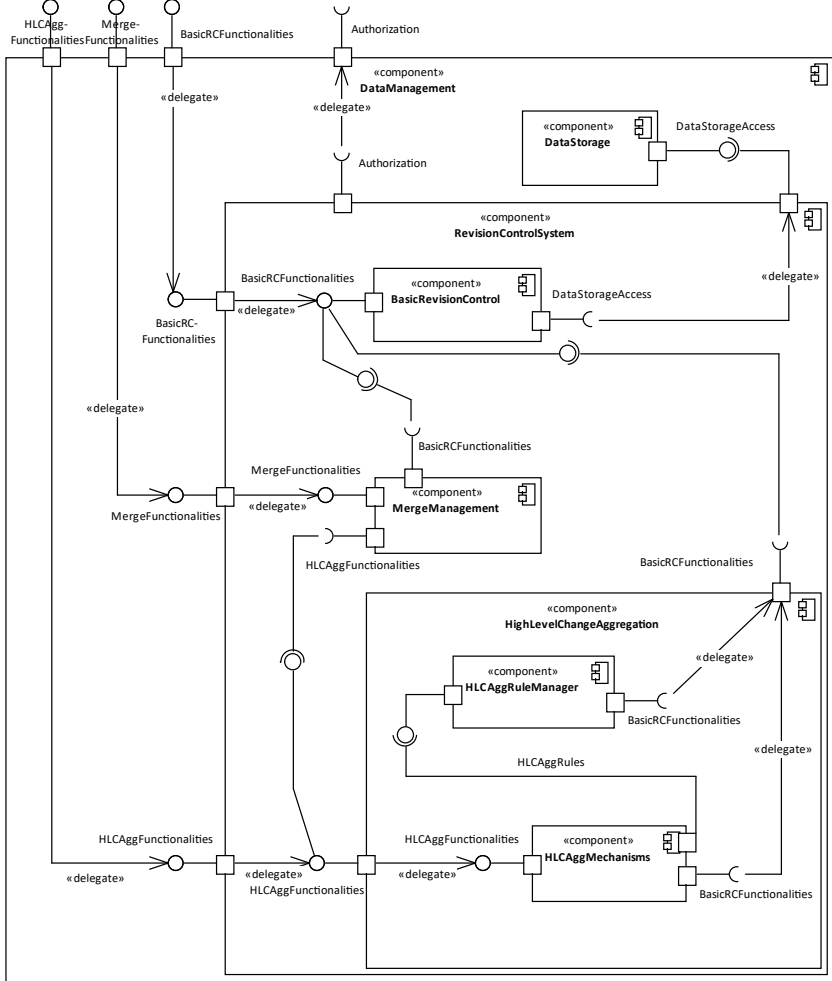 HLCAgg-
Functionalities
Merge-
Functionalities
BasicRCFunctionalities
Authorization
«component»
DataManagement
«delegate»
«delegate»
«component»
DataStorage
DataStorageAccess
Authorization
«component»
RevisionControlSystem
«delegate»
BasicRCFunctionalities
«component»
BasicRevisionControl
DataStorageAccess
«delegate»
BasicRC-
Functionalities
«delegate»
BasicRCFunctionalities
MergeFunctionalities
«component»
MergeManagement
«delegate»
MergeFunctionalities
HLCAggFunctionalities
BasicRCFunctionalities
«component»
HighLevelChangeAggregation
«delegate»
«component»
HLCAggRuleManager
BasicRCFunctionalities
«delegate»
HLCAggRules
HLCAggFunctionalities
HLCAggFunctionalities
«component»
HLCAggMechanisms
«delegate»
«delegate»
HLCAggFunctionalities
«delegate»
BasicRCFunctionalities